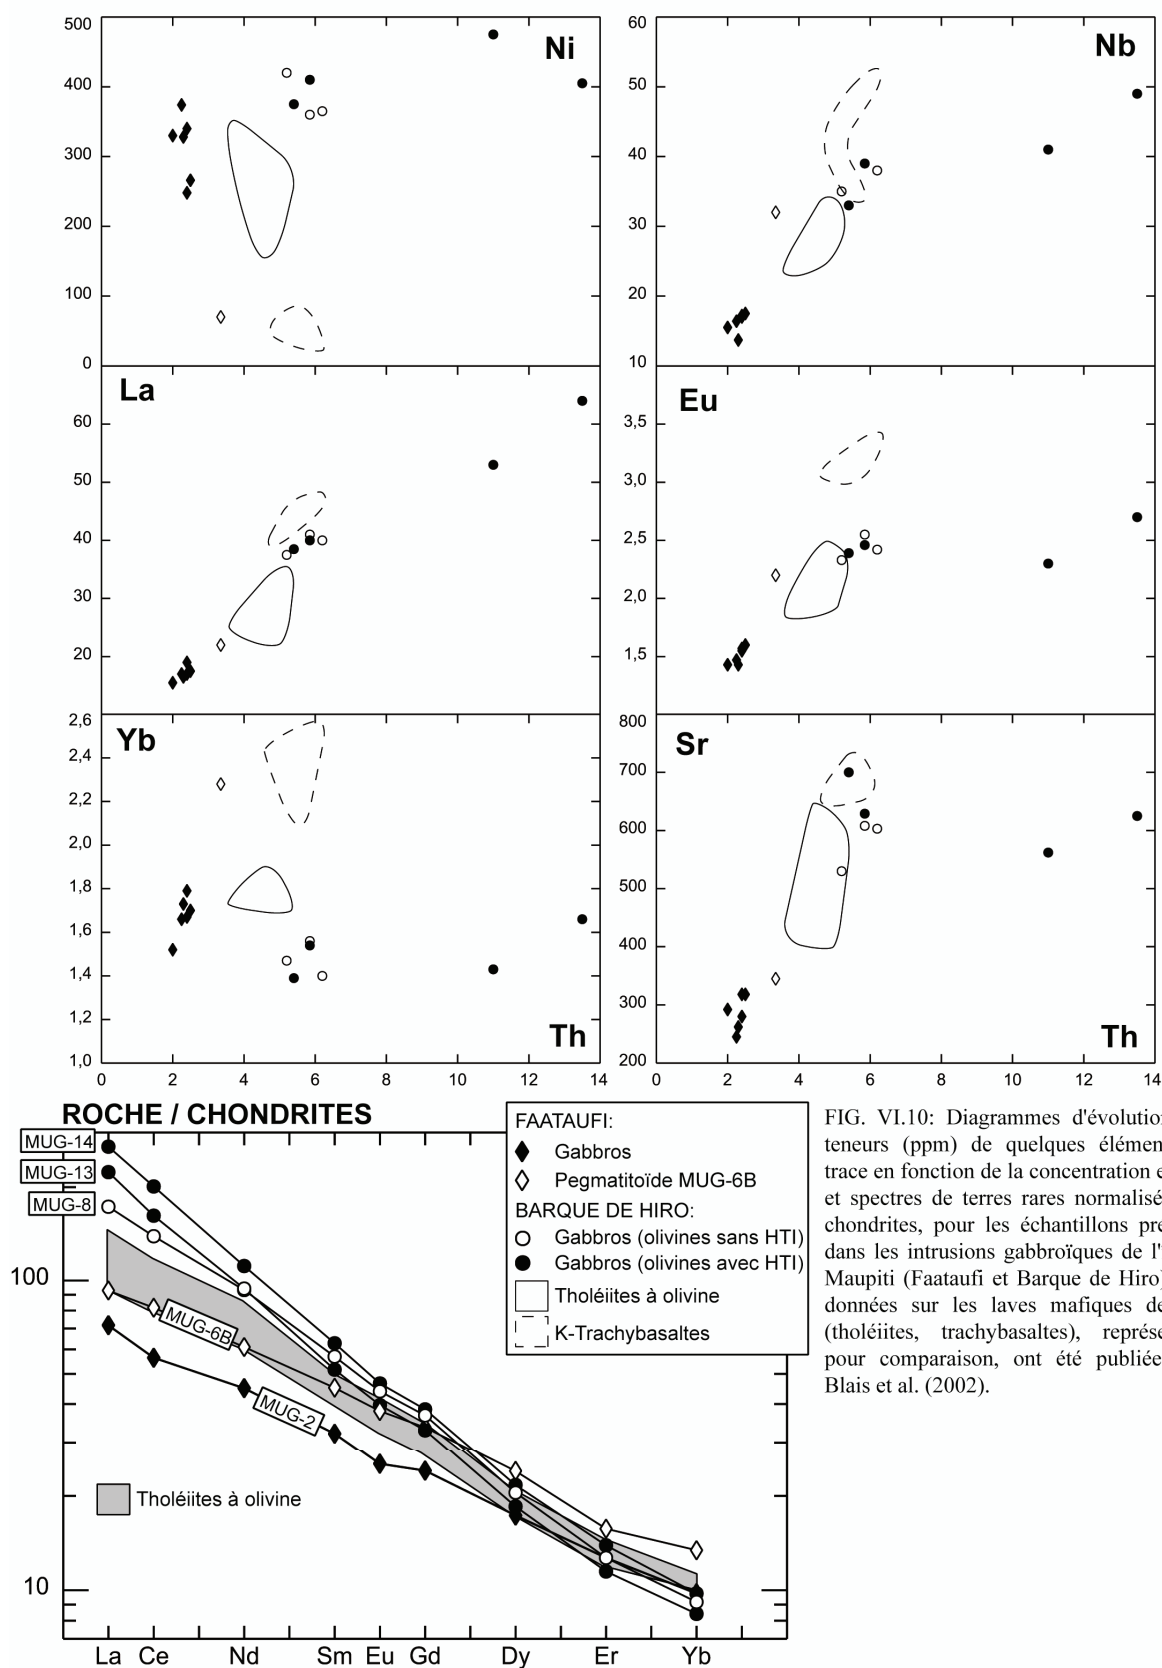 500
400
300
200
100
0
Ni
60
50
40
30
20
10
Nb
La
60
50
40
30
20
Eu
3,5
3,0
2,5
2,0
1,5
2,6
2,4
2,2
2,0
1,8
1,6
1,4
1,2
1,0
Yb
Th
800
700
600
500
400
300
200
Sr
Th
0 2 4 6 8 10 12 14
0 2 4 6 8 10 12 14
ROCHE / CHONDRITES
MUG-14
MUG-13
MUG-8
100
MUG-6B
MUG-2
Tholéiites à olivine
10
La Ce Nd Sm Eu Gd Dy Er Yb
FAATAUFI:
Gabbros
Pegmatitoïde MUG-6B
BARQUE DE HIRO:
Gabbros (olivines sans HTI)
Gabbros (olivines avec HTI)
Tholéiites à olivine
K-Trachybasaltes
FIG. VI.10: Diagrammes d'évolution
teneurs (ppm) de quelques élémen
trace en fonction de la concentration e
et spectres de terres rares normalisé
chondrites, pour les échantillons pre
dans les intrusions gabbroïques de l'
Maupiti (Faataufi et Barque de Hiro)
données sur les laves mafiques de
(tholéiites, trachybasaltes), représe
pour comparaison, ont été publiée
Blais et al. (2002).